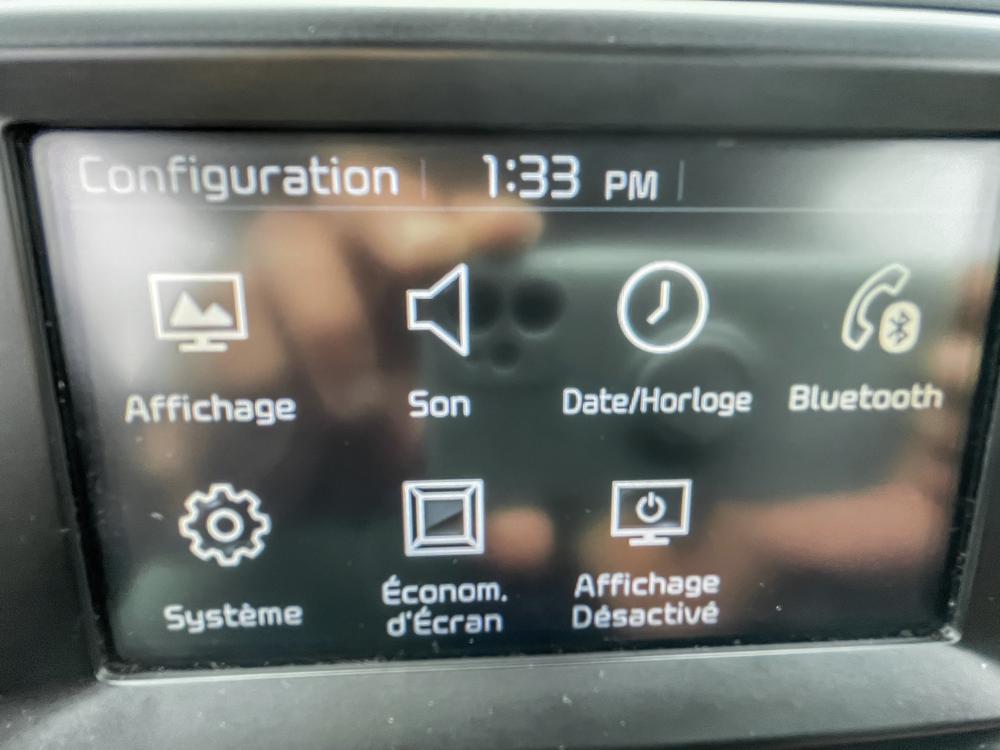 Configuration 1:33 PM
Affichage Son Date/Horloge Bluetooth
Système Économ. d'Écran Affichage Désactivé